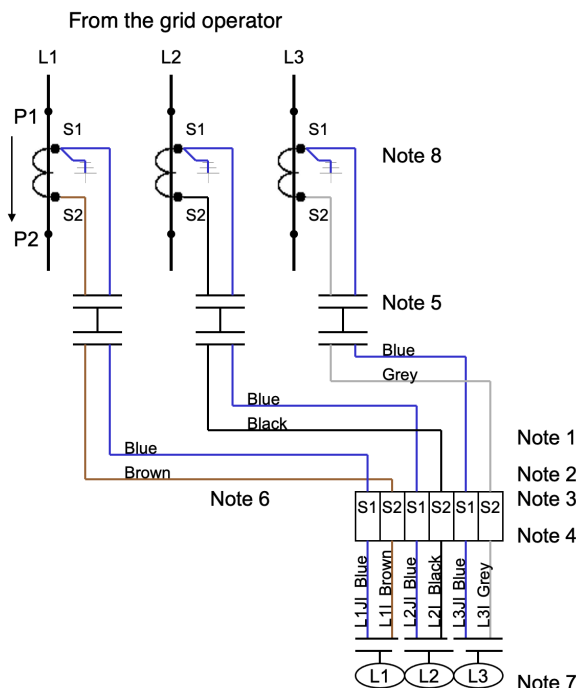 From the grid operator
L1 L2 L3
P1
S1 S1 S1
Note 8
S2 S2 S2
P2
Note 5
Blue
Grey
Blue
Black
Note 1
Blue
Brown
Note 2
Note 6
Note 3
S1 S2 S1 S2 S1 S2
Note 4
L1JI Blue
L1I Brown
L2JI Blue
L2I Black
L3JI Blue
L3I Grey
L1 L2 L3
Note 7